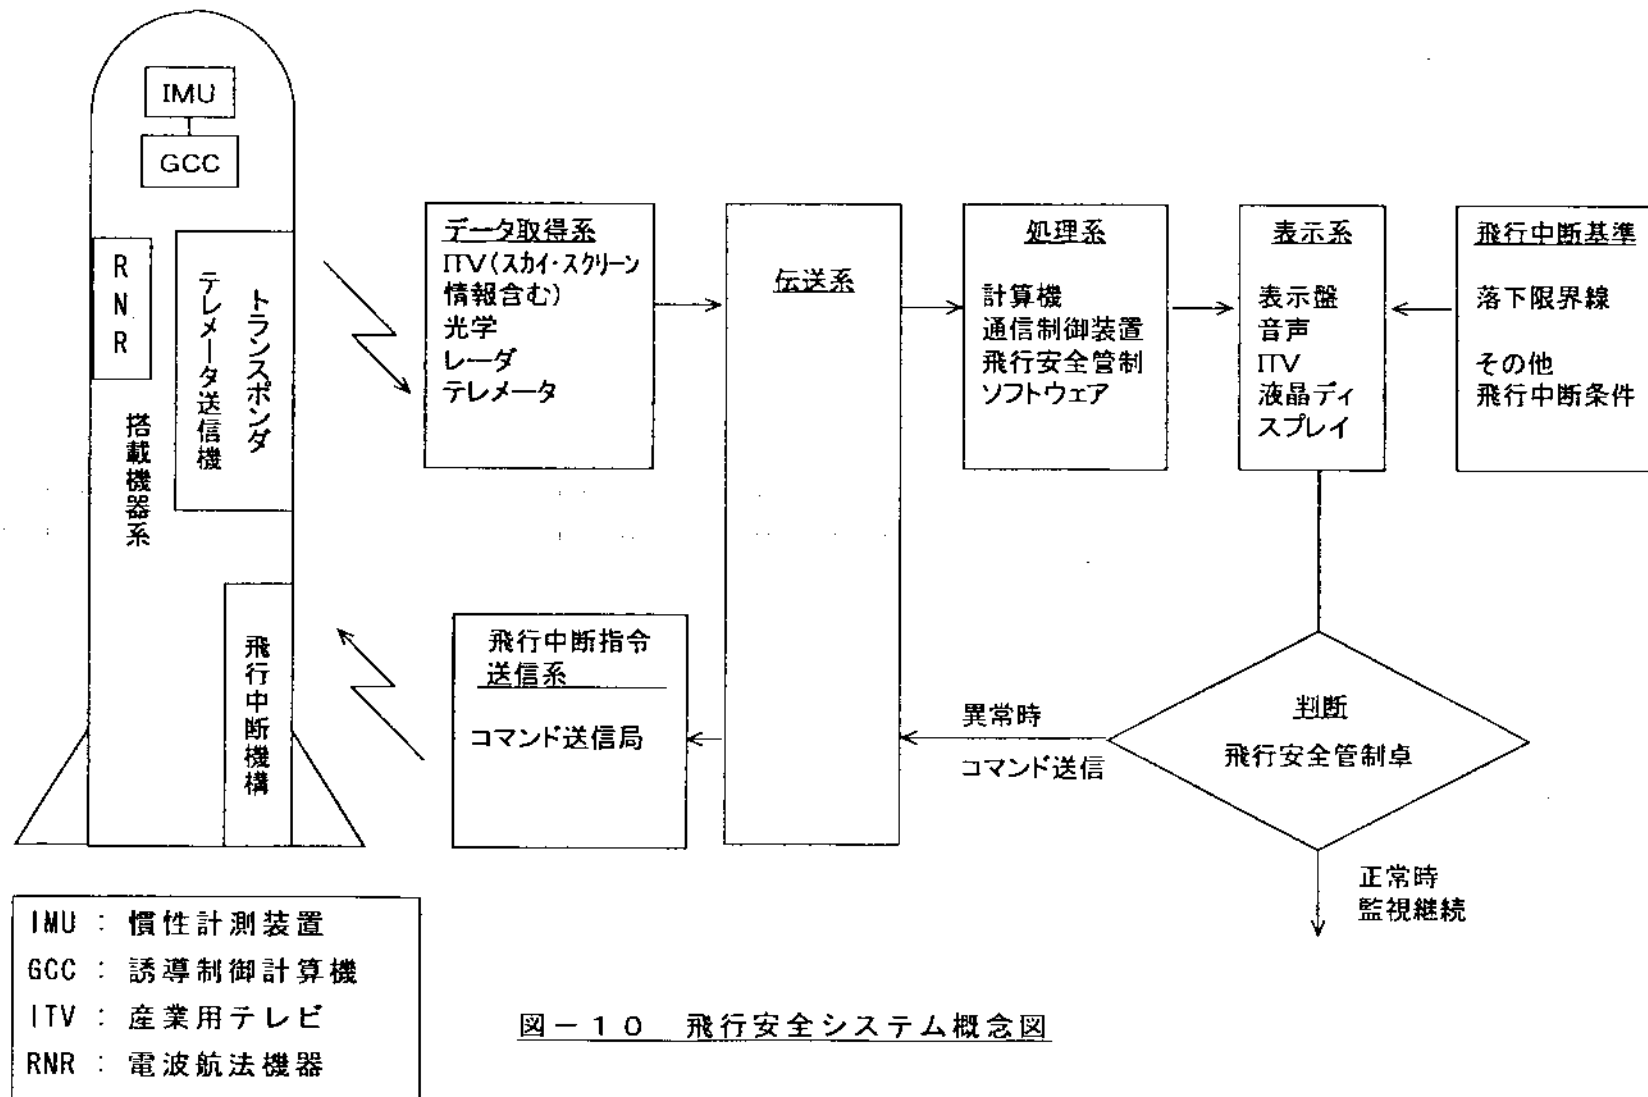 IMU
GCC
RNR
テレメータ送信機
トランスポンダ
搭載機器系
飛行中断機構
データ取得系
ITV(スカイ・スクリーン
情報含む)
光学
レーダ
テレメータ
伝送系
処理系
計算機
通信制御装置
飛行安全管制
ソフトウェア
表示系
表示盤
音声
ITV
液晶ディ
スプレイ
飛行中断基準
落下限界線
その他
飛行中断条件
飛行中断指令
送信系
コマンド送信局
異常時
コマンド送信
判断
飛行安全管制卓
正常時
監視継続
IMU : 慣性計測装置
GCC : 誘導制御計算機
ITV : 産業用テレビ
RNR : 電波航法機器
図-10 飛行安全システム概念図